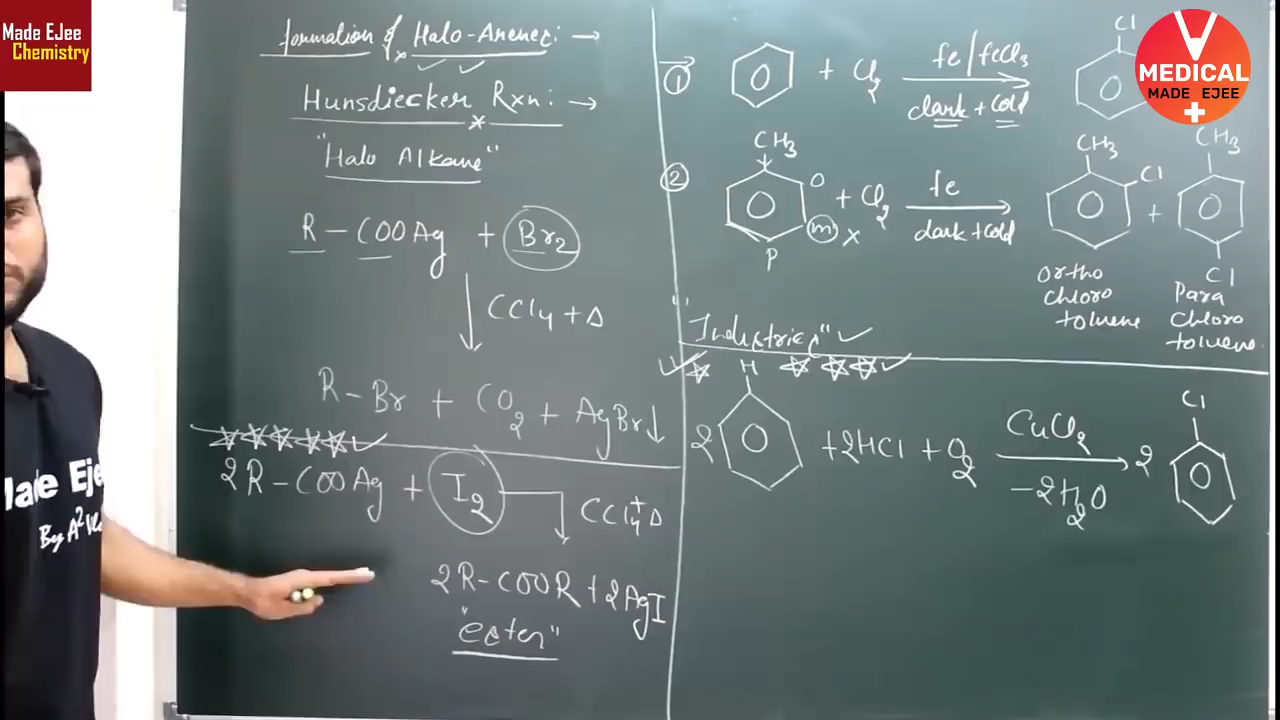 Made EJee
Chemistry
formation of Halo-Arenes: →
Hunsdiecker Rxn: →
"Halo Alkane"
R - COOAg + Br2
CCl4 + Δ
R - Br + CO2 + AgBr↓
2R - COOAg + I2
CCl4 + Δ
2R - COOR + 2AgI
"ester"
① + Cl2 fe/feCl3
dark + cold
Cl
MEDICAL
MADE EJEE
② CH3
O
m x
P
+ Cl2 fe
dark + cold
CH3
Cl
+
CH3
Cl
Ortho
chloro
toluene
Para
chloro
toluene
"Industries" ✓
2 H + 2HCl + O2 CuCl2
-2H2O
2 Cl
Made Eje
By A2